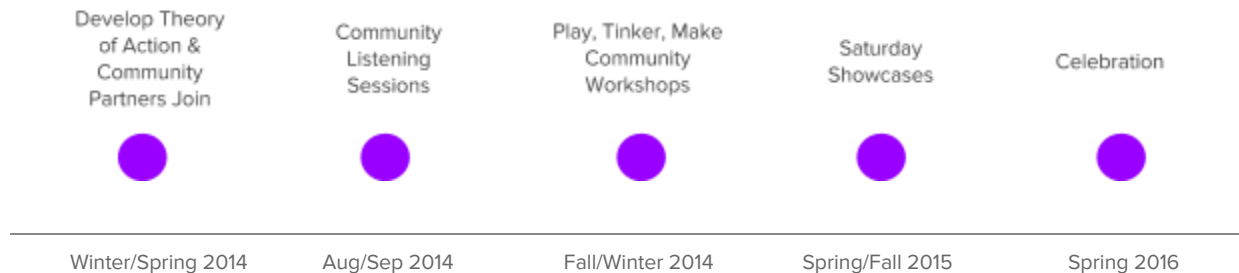 Develop Theory
of Action &
Community
Partners Join
Community
Listening
Sessions
Play, Tinker, Make
Community
Workshops
Saturday
Showcases
Celebration
Winter/Spring 2014
Aug/Sep 2014
Fall/Winter 2014
Spring/Fall 2015
Spring 2016